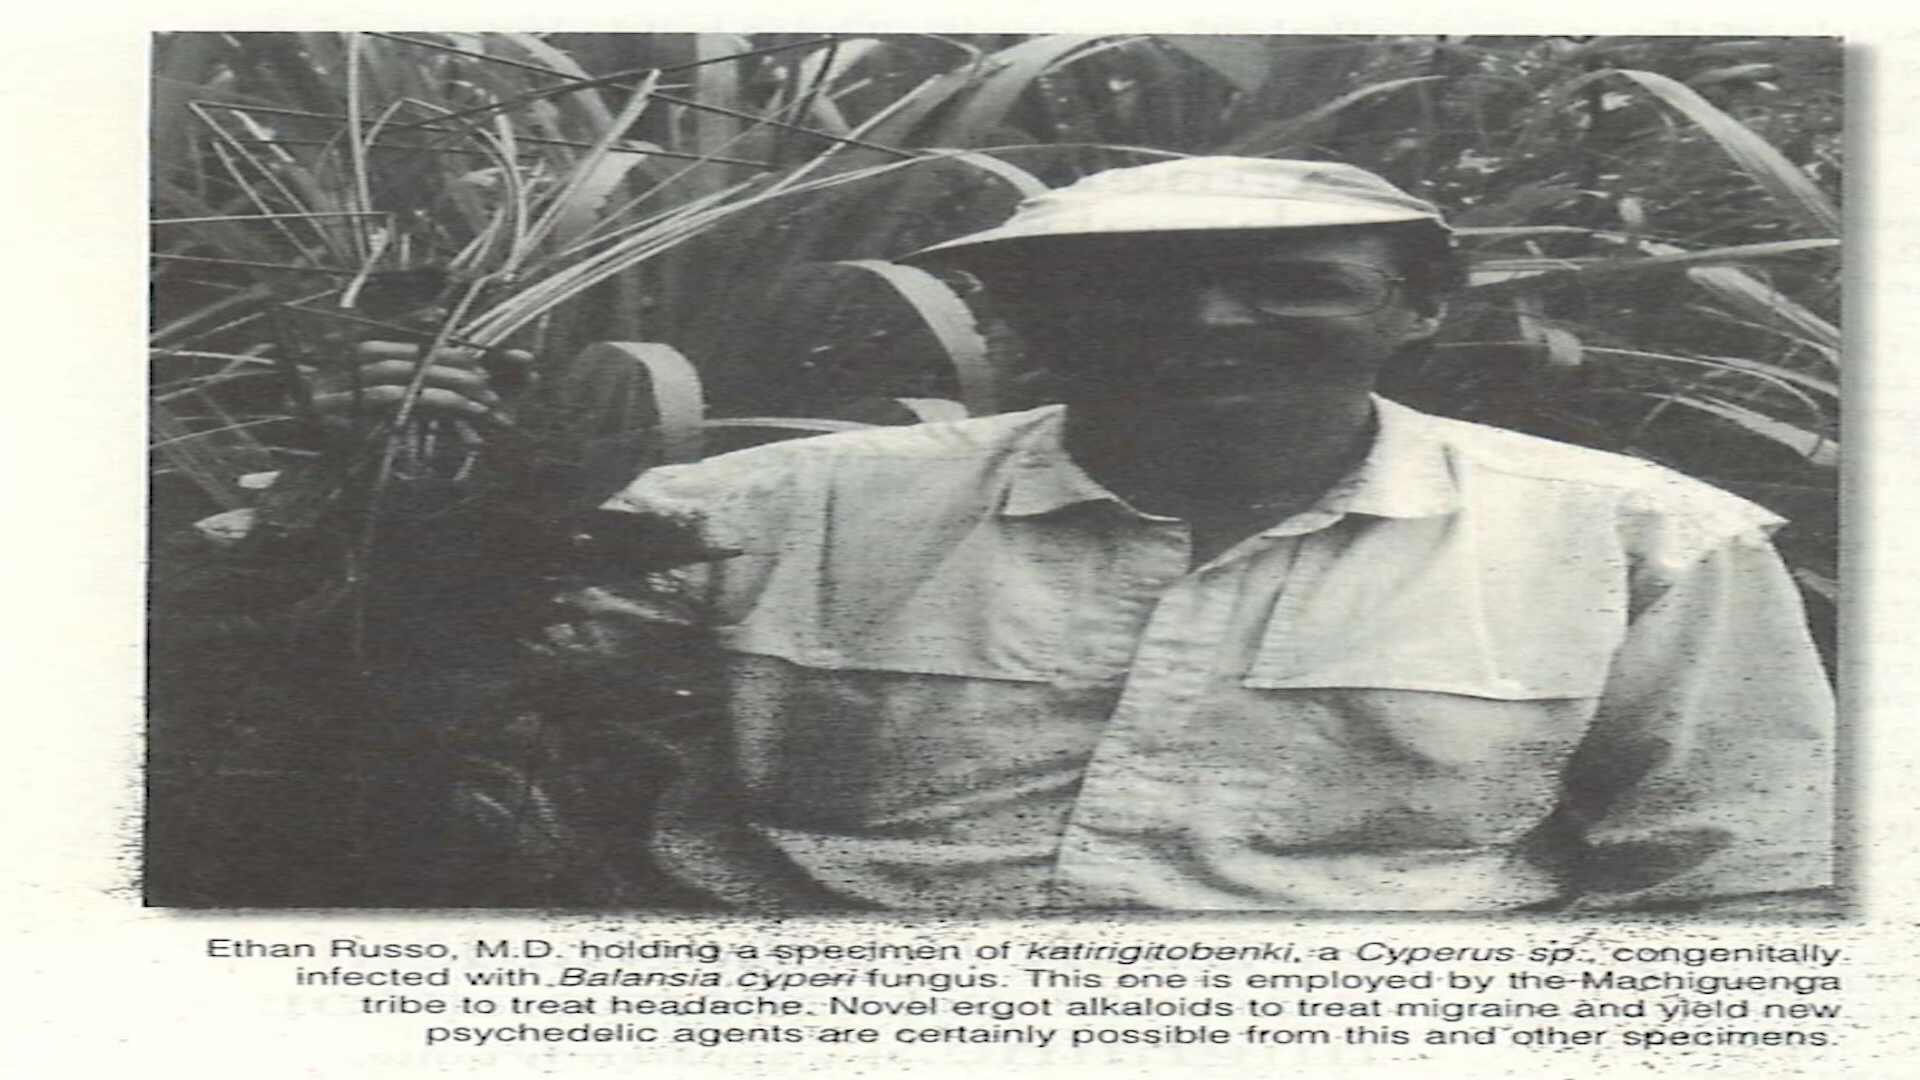 Ethan Russo, M.D. holding a specimen of katirigitobenki, a Cyperus sp., congenitally
infected with Balansia cyperi fungus. This one is employed by the Machiguenga
tribe to treat headache. Novel ergot alkaloids to treat migraine and yield new
psychedelic agents are certainly possible from this and other specimens.